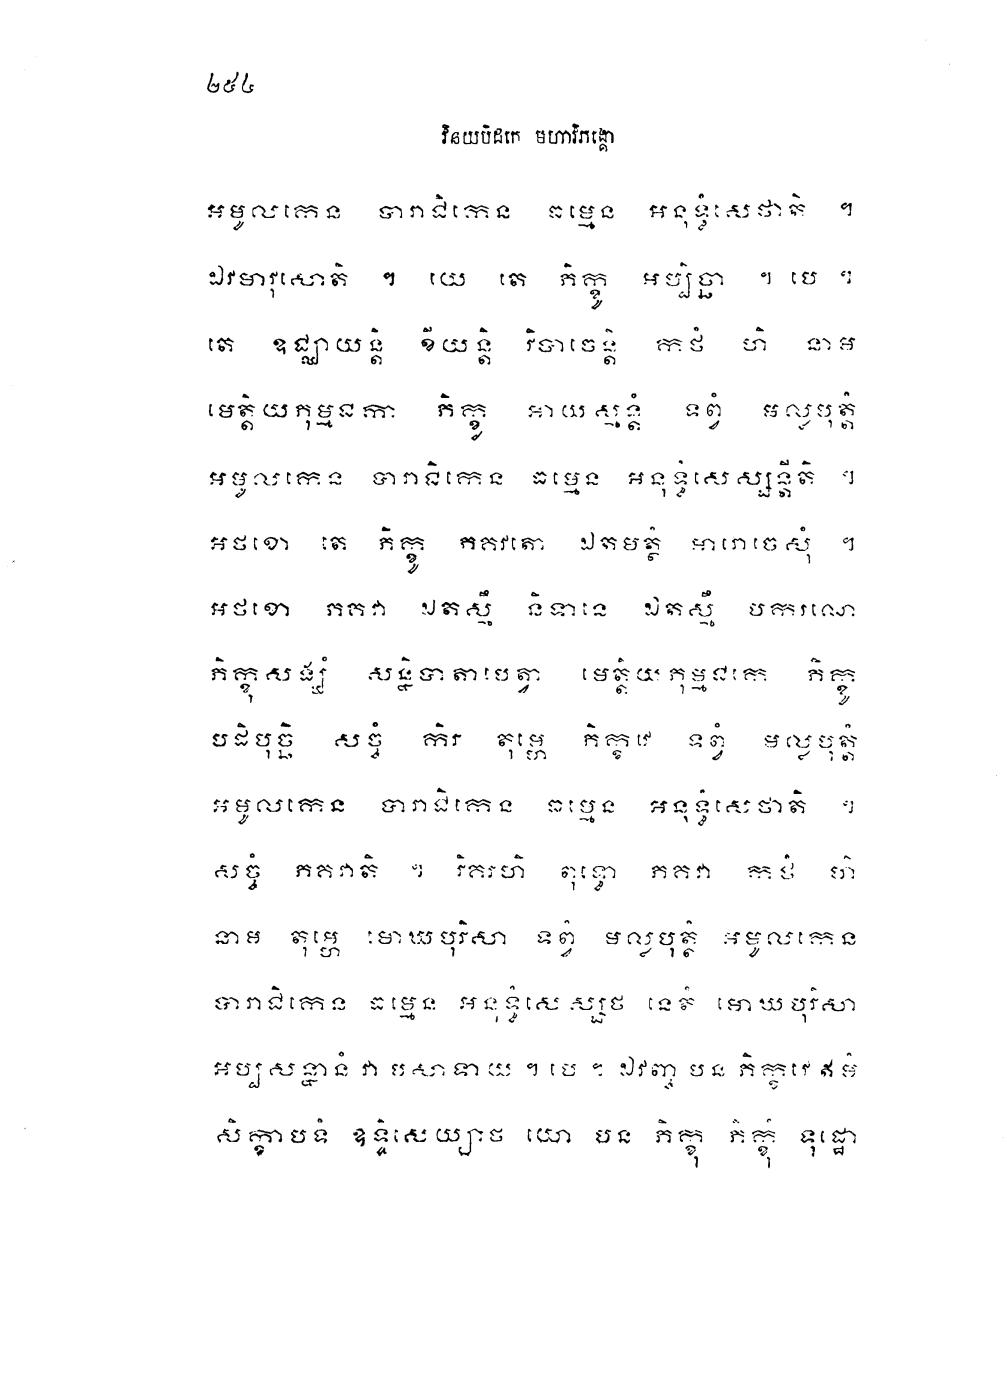 ២៥៤
វិនយបិដកេ មហាវិភង្គោ
អមូលកេន បារាជិកេន ធម្មេន អនុទ្ធំសេថាតិ ។
ឯវមាវុសោតិ ។ យេ តេ ភិក្ខូ អប្បិច្ឆា ។ បេ ។
តេ ឧជ្ឈាយន្តិ ខីយន្តិ វិបាចេន្តិ កថំ ហិ នាម
មេត្តិយភុម្មជកា ភិក្ខូ អាយស្មន្តំ ទព្វំ មល្លបុត្តំ
អមូលកេន បារាជិកេន ធម្មេន អនុទ្ធំសេស្សន្តីតិ ។
អថខោ តេ ភិក្ខូ ភគវតោ ឯតមត្ថំ អារោចេសុំ ។
អថខោ ភគវា ឯតស្មឹ និទានេ ឯតស្មឹ បករណេ
ភិក្ខុសង្ឃំ សន្និបាតាបេត្វា មេត្តិយភុម្មជកេ ភិក្ខូ
បដិបុច្ឆិ សច្ចំ កិរ តុម្ហេ ភិក្ខវេ ទព្វំ មល្លបុត្តំ
អមូលកេន បារាជិកេន ធម្មេន អនុទ្ធំសេថាតិ ។
សច្ចំ ភគវាតិ ។ វិគរហិ ពុទ្ធោ ភគវា កថំ ហិ
នាម តុម្ហេ មោឃបុរិសា ទព្វំ មល្លបុត្តំ អមូលកេន
បារាជិកេន ធម្មេន អនុទ្ធំសេស្សថ នេតំ មោឃបុរិសា
អប្បសន្នានំ វា បសាទាយ ។ បេ ។ ឯវញ្ច បន ភិក្ខវេ ឥមំ
សិក្ខាបទំ ឧទ្ទិសេយ្យាថ យោ បន ភិក្ខុ ភិក្ខុំ ទុដ្ឋោ